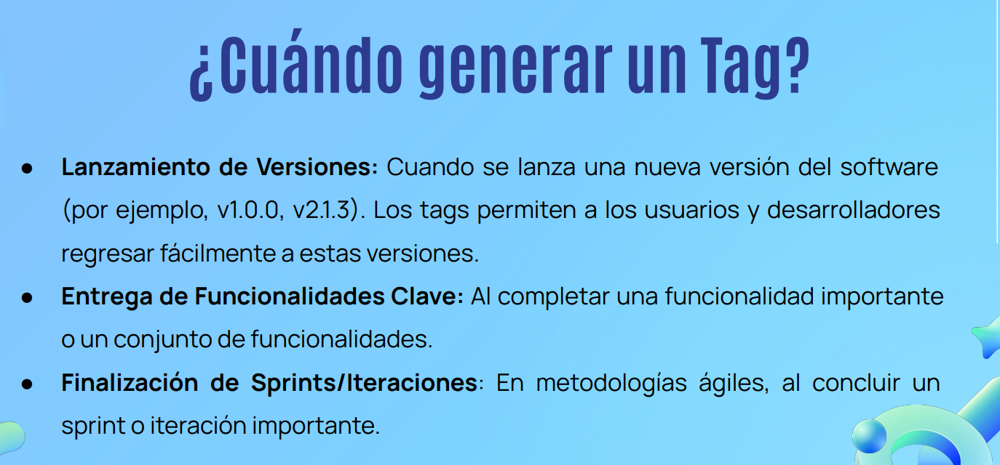 ¿Cuándo generar un Tag?
● Lanzamiento de Versiones: Cuando se lanza una nueva versión del software
(por ejemplo, v1.0.0, v2.1.3). Los tags permiten a los usuarios y desarrolladores
regresar fácilmente a estas versiones.
● Entrega de Funcionalidades Clave: Al completar una funcionalidad importante
o un conjunto de funcionalidades.
● Finalización de Sprints/Iteraciones: En metodologías ágiles, al concluir un
sprint o iteración importante.